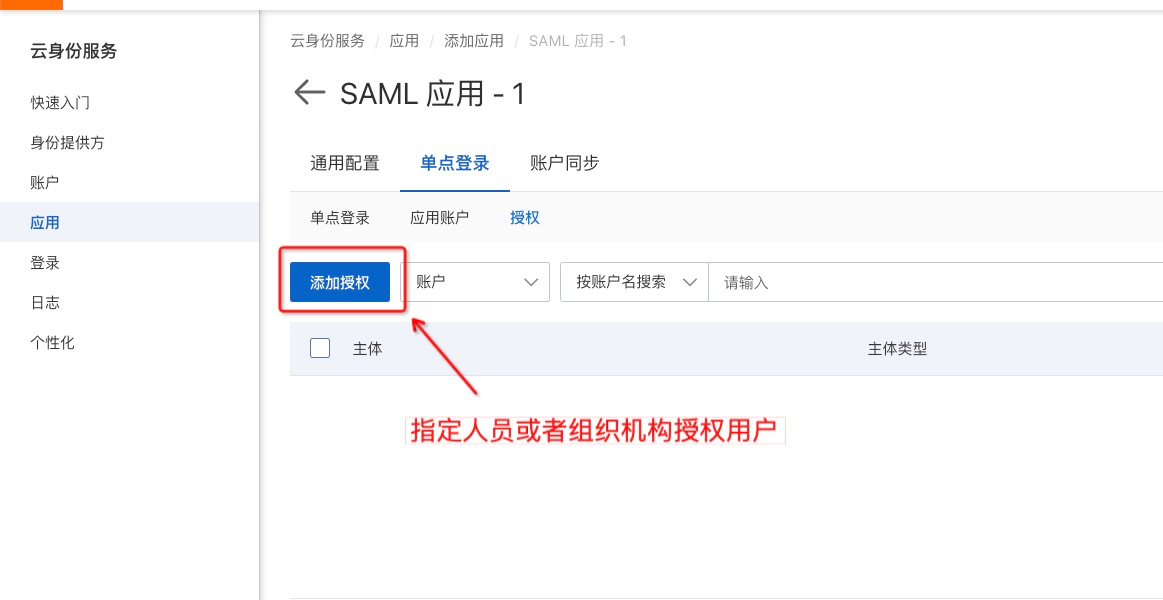 云身份服务
快速入门
身份提供方
账户
应用
登录
日志
个性化
云身份服务 / 应用 / 添加应用 / SAML 应用 - 1
SAML 应用 - 1
通用配置 单点登录 账户同步
单点登录 应用账户 授权
添加授权 账户 按账户名搜索 请输入
主体 主体类型
指定人员或者组织机构授权用户